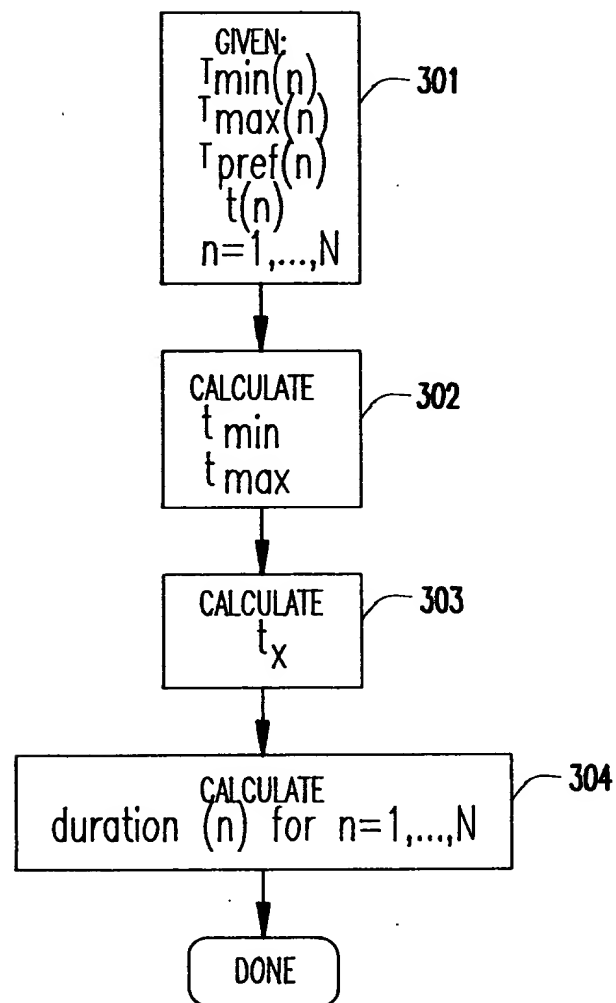 GIVEN:
Tmin(n)
Tmax(n)
Tpref(n)
t(n)
n=1,...,N
301
CALCULATE
t min
t max
302
CALCULATE
tx
303
CALCULATE
duration (n) for n=1,...,N
304
DONE